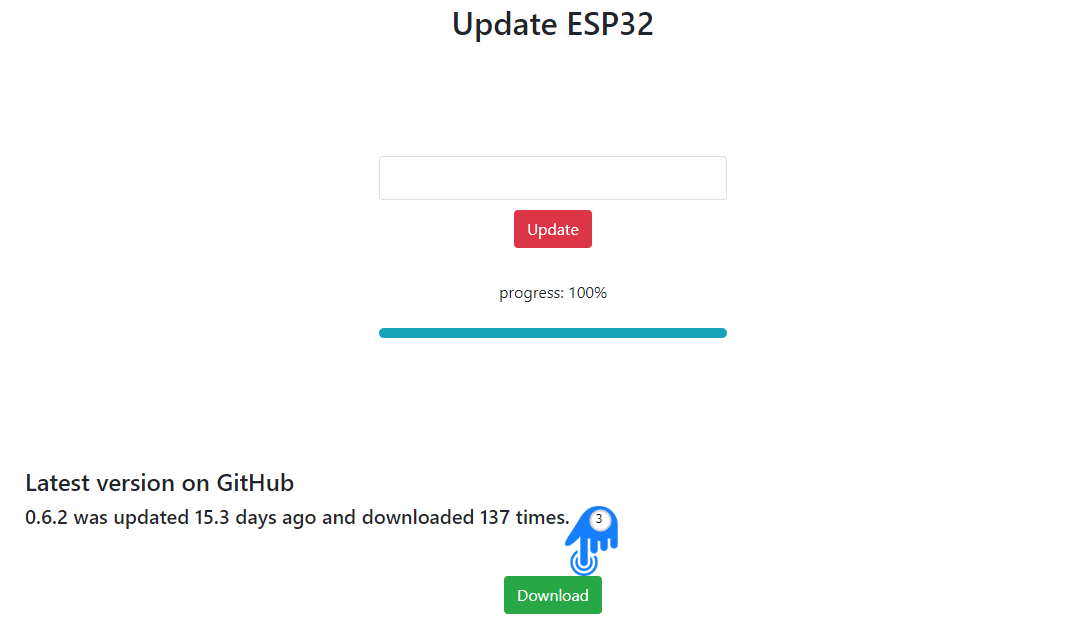 Update ESP32
Update
progress: 100%
Latest version on GitHub
0.6.2 was updated 15.3 days ago and downloaded 137 times.
3
Download